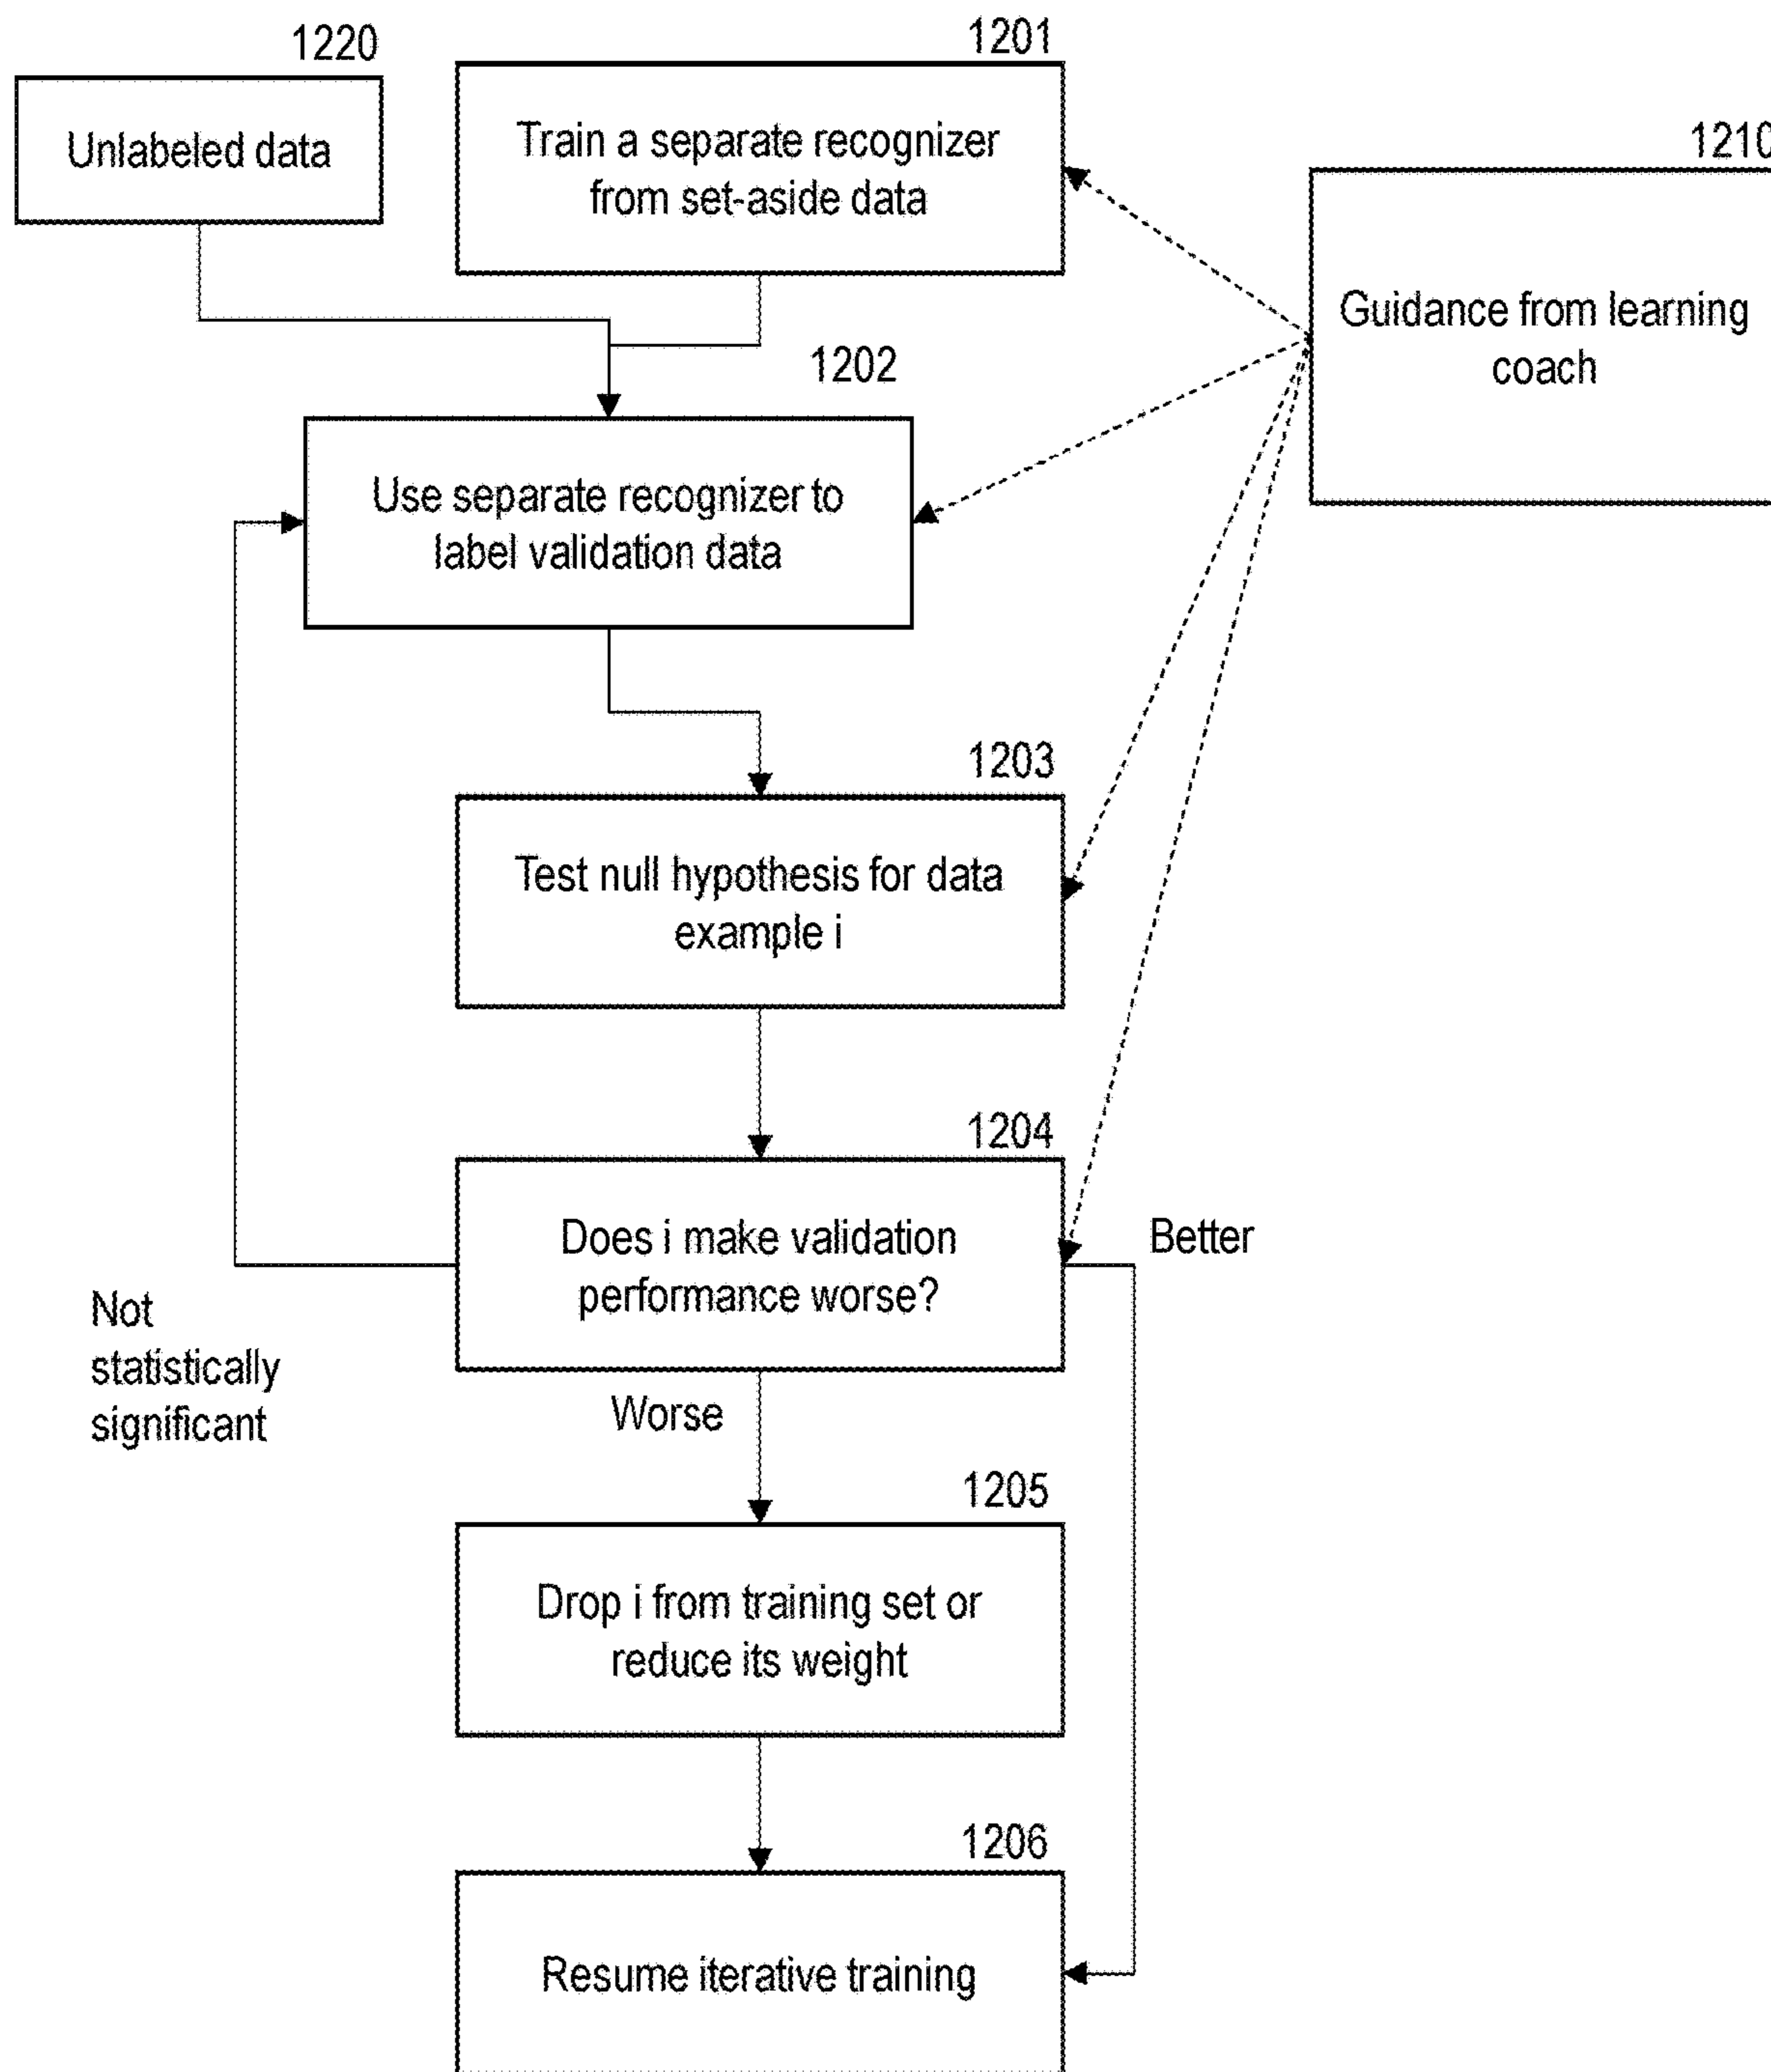 1220
Unlabeled data
1201
Train a separate recognizer
from set-aside data
1210
Guidance from learning
coach
1202
Use separate recognizer to
label validation data
1203
Test null hypothesis for data
example i
1204
Does i make validation
performance worse?
Better
Not
statistically
significant
Worse
1205
Drop i from training set or
reduce its weight
1206
Resume iterative training